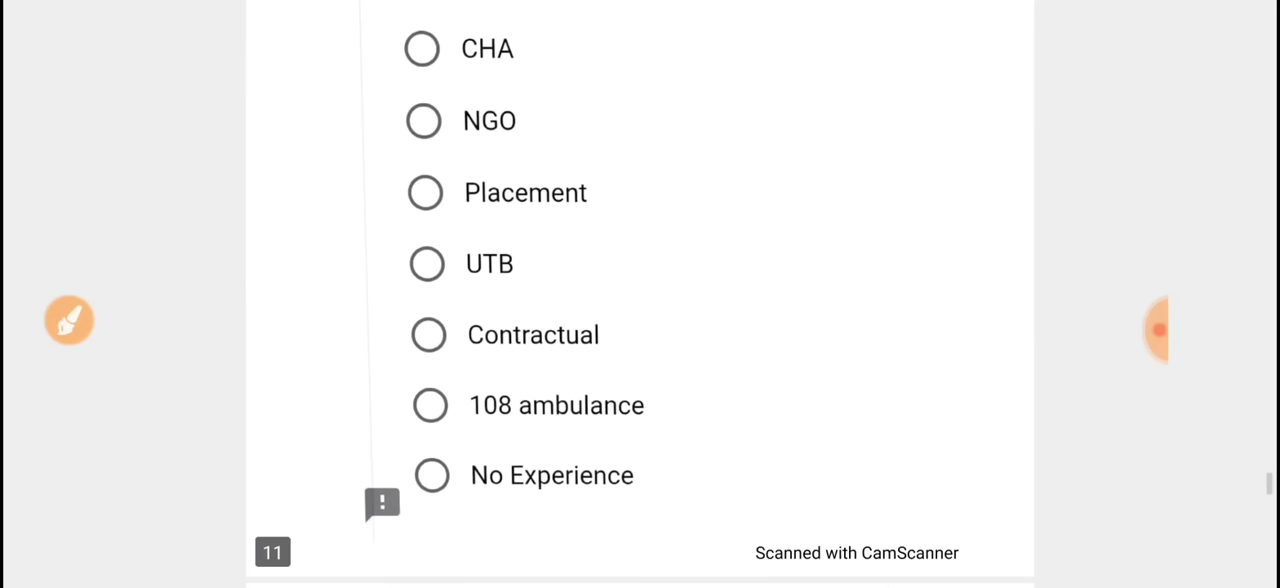 CHA
NGO
Placement
UTB
Contractual
108 ambulance
No Experience
!
11
Scanned with CamScanner